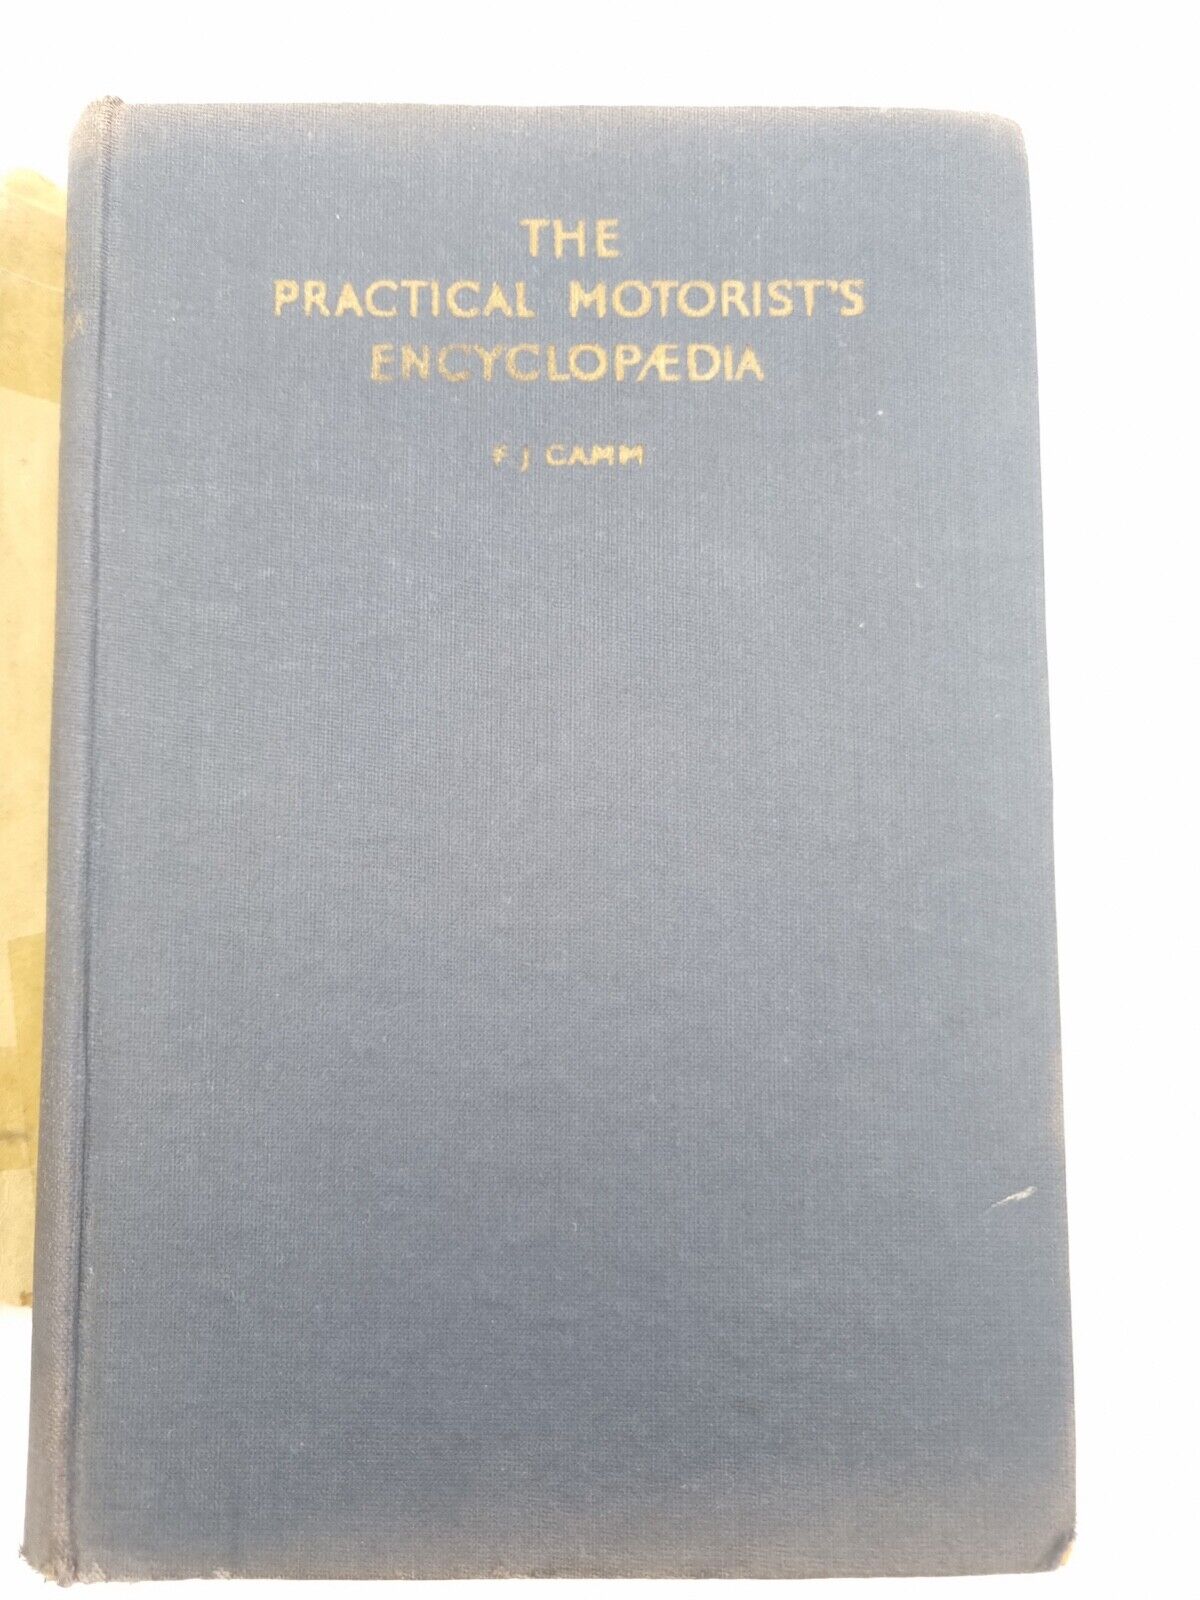 THE
PRACTICAL MOTORIST'S
ENCYCLOPÆDIA
F J CAMM